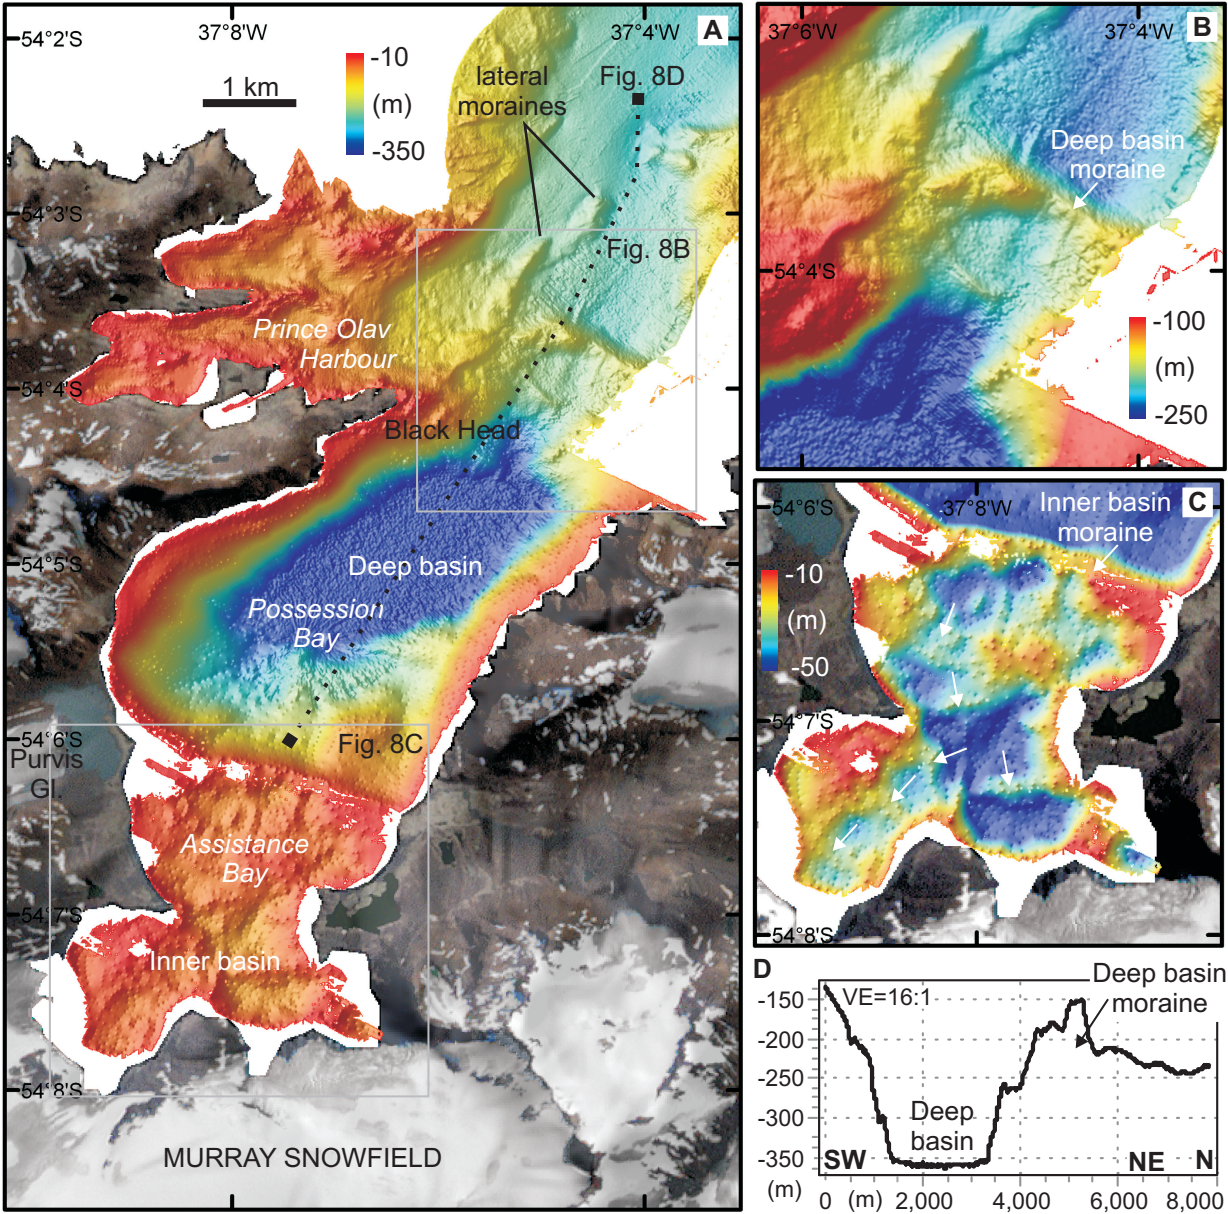 A
37°8'W
37°4'W
54°2'S
54°3'S
54°4'S
54°5'S
54°6'S
54°7'S
54°8'S
1 km
-10
(m)
-350
lateral
moraines
Fig. 8D
Fig. 8B
Prince Olav
Harbour
Black Head
Deep basin
Possession
Bay
Fig. 8C
Purvis
Gl.
Assistance
Bay
Inner basin
MURRAY SNOWFIELD
B
37°6'W
37°4'W
54°4'S
Deep basin
moraine
-100
(m)
-250
C
54°6'S
37°8'W
Inner basin
moraine
-10
(m)
-50
54°7'S
54°8'S
D
VE=16:1
Deep basin
moraine
-150
-200
-250
-300
-350
(m)
Deep
basin
SW
NE
N
0
(m)
2,000
4,000
6,000
8,000